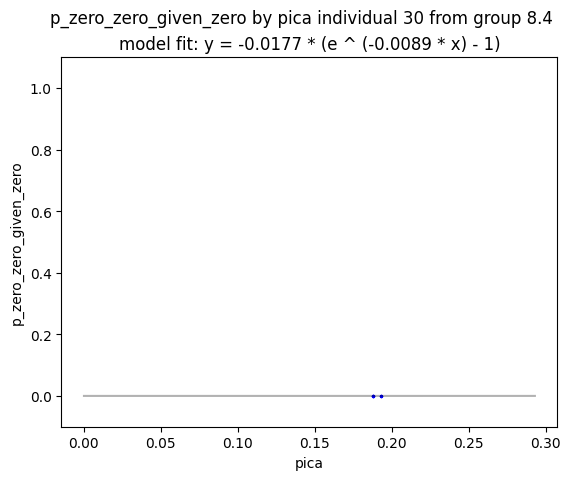 p_zero_zero_given_zero by pica individual 30 from group 8.4
model fit: y = -0.0177 * (e ^ (-0.0089 * x) - 1)
1.0
0.8
0.6
0.4
0.2
0.0
p_zero_zero_given_zero
0.00 0.05 0.10 0.15 0.20 0.25 0.30
pica